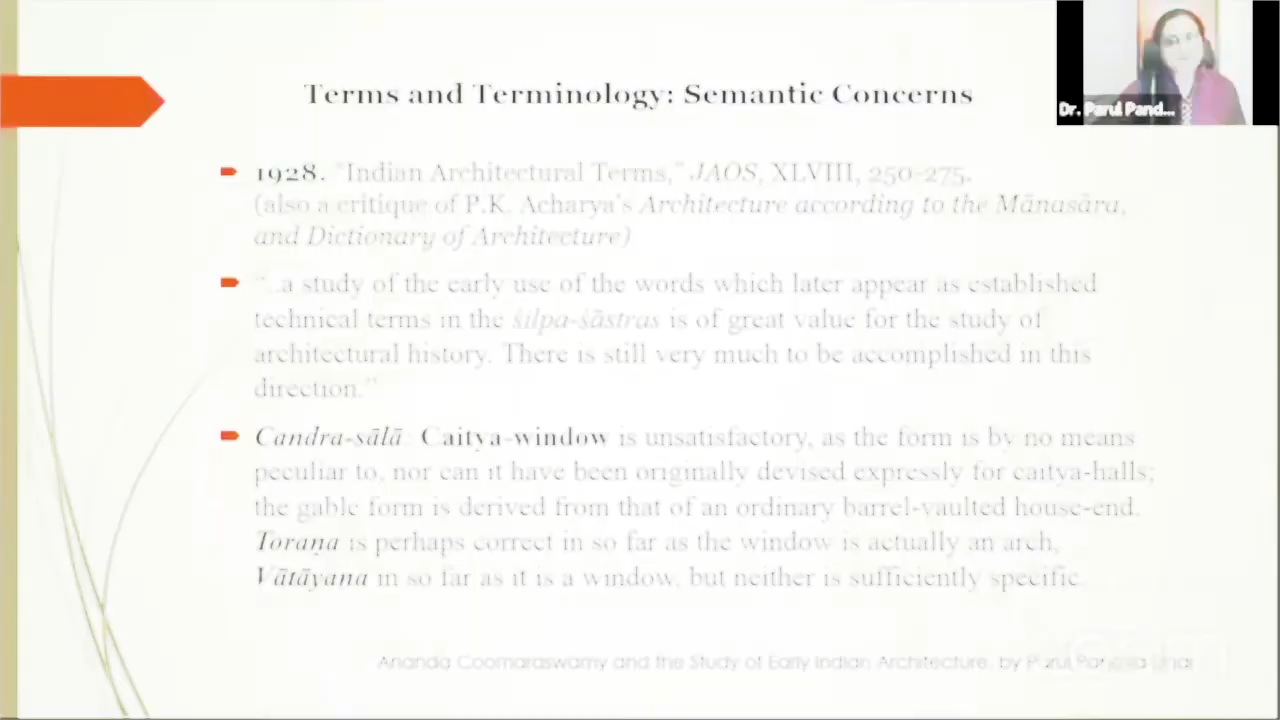 Terms and Terminology: Semantic Concerns
Dr. Parul Pand...
1928. "Indian Architectural Terms," JAOS, XLVIII, 250-275.
(also a critique of P.K. Acharya's Architecture according to the Mānasāra,
and Dictionary of Architecture)
"..a study of the early use of the words which later appear as established
technical terms in the śilpa-śāstras is of great value for the study of
architectural history. There is still very much to be accomplished in this
direction."
Candra-sālā: Caitya-window is unsatisfactory, as the form is by no means
peculiar to, nor can it have been originally devised expressly for caitya-halls;
the gable form is derived from that of an ordinary barrel-vaulted house-end.
Toraṇa is perhaps correct in so far as the window is actually an arch,
Vātāyana in so far as it is a window, but neither is sufficiently specific.
Ananda Coomaraswamy and the Study of Early Indian Architecture, by Parul